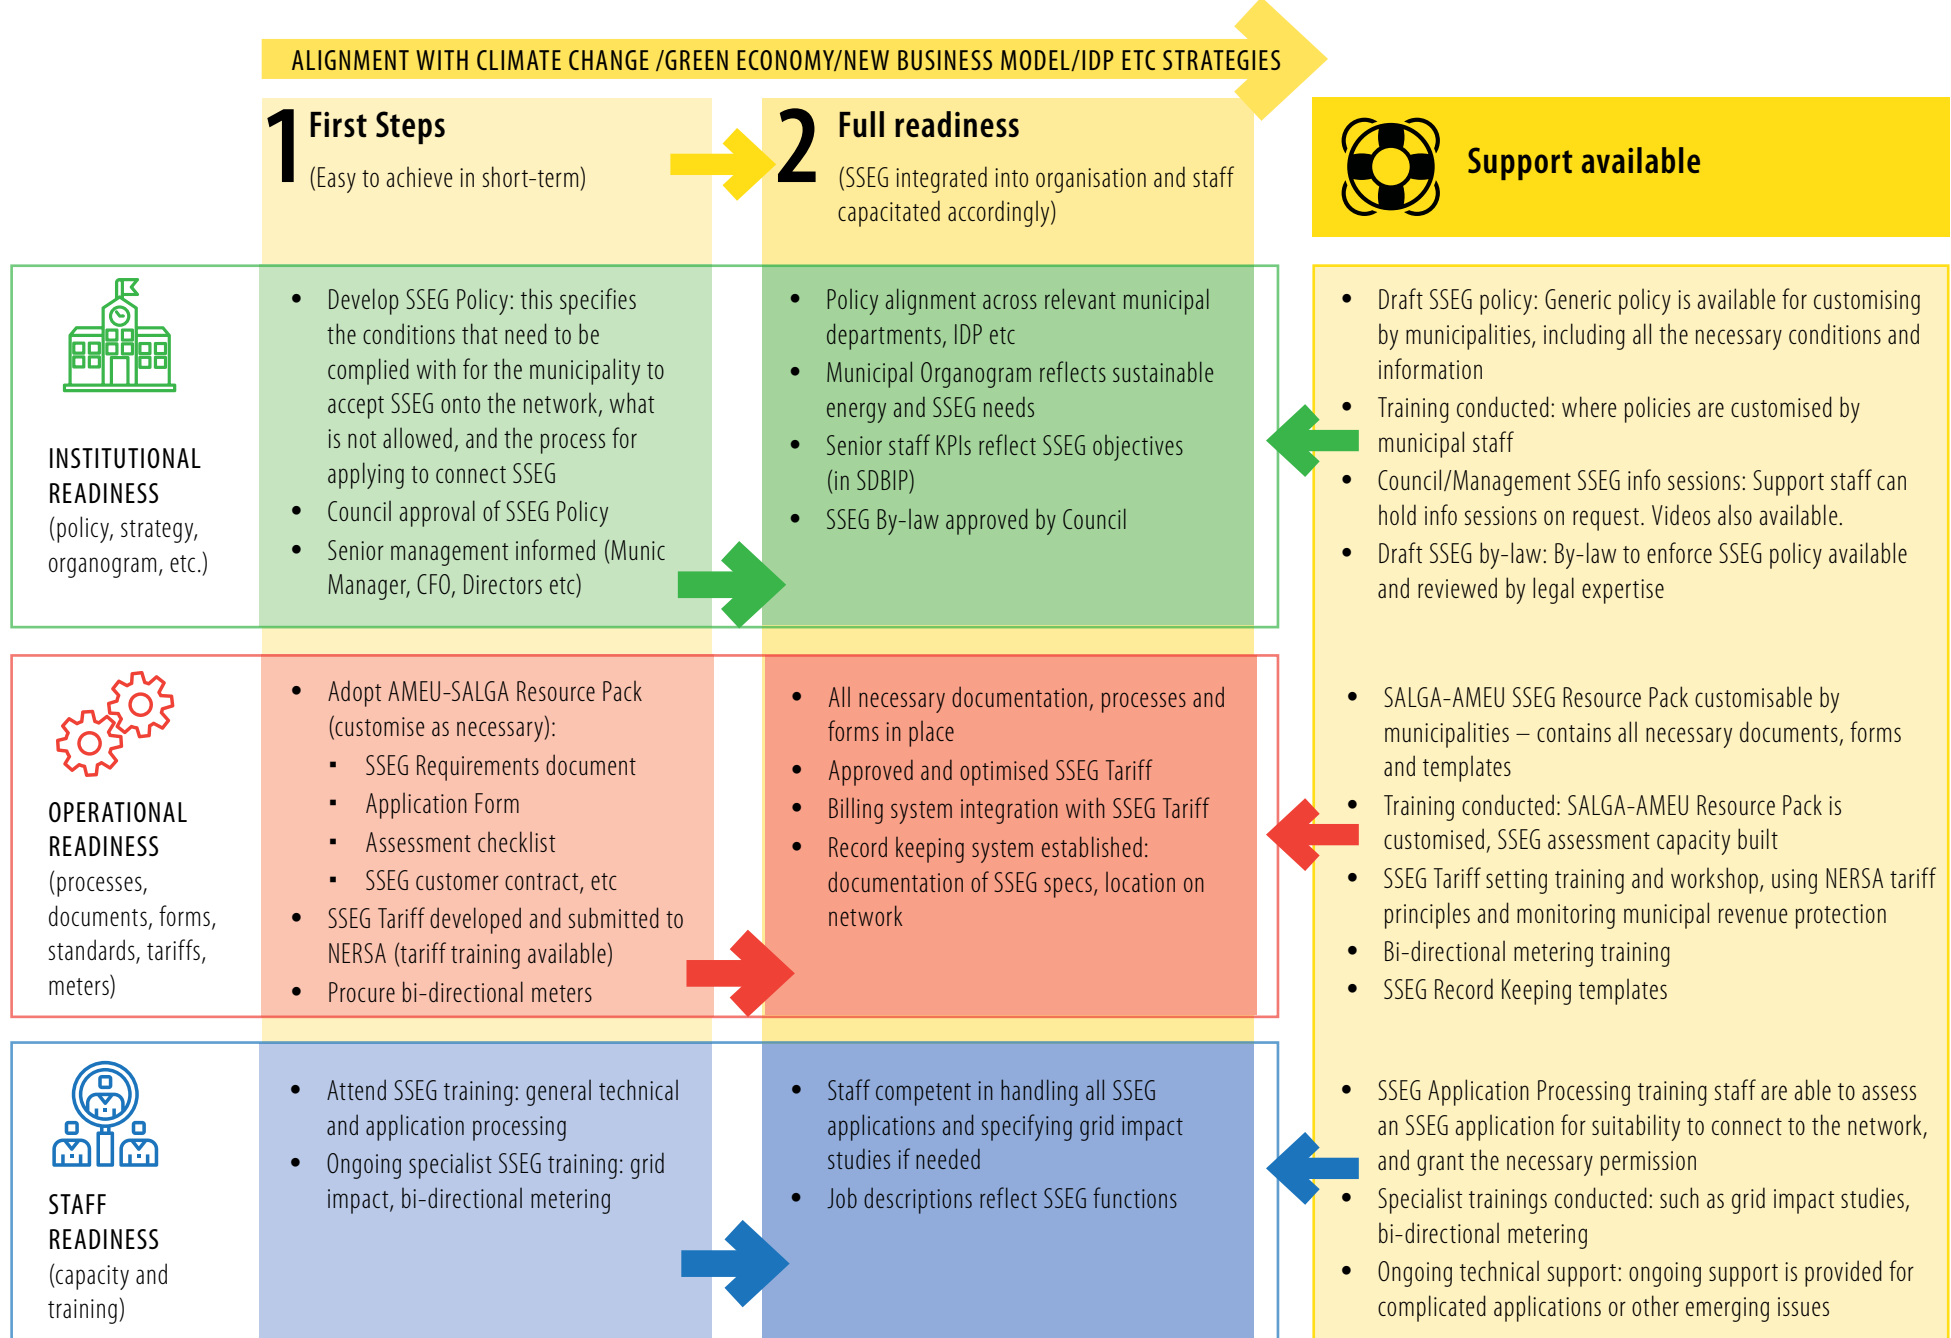 ALIGNMENT WITH CLIMATE CHANGE /GREEN ECONOMY/NEW BUSINESS MODEL/IDP ETC STRATEGIES
1 First Steps
(Easy to achieve in short-term)
2 Full readiness
(SSEG integrated into organisation and staff
capacitated accordingly)
Support available
INSTITUTIONAL
READINESS
(policy, strategy,
organogram, etc.)
• Develop SSEG Policy: this specifies
the conditions that need to be
complied with for the municipality to
accept SSEG onto the network, what
is not allowed, and the process for
applying to connect SSEG
• Council approval of SSEG Policy
• Senior management informed (Munic
Manager, CFO, Directors etc)
• Policy alignment across relevant municipal
departments, IDP etc
• Municipal Organogram reflects sustainable
energy and SSEG needs
• Senior staff KPIs reflect SSEG objectives
(in SDBIP)
• SSEG By-law approved by Council
• Draft SSEG policy: Generic policy is available for customising
by municipalities, including all the necessary conditions and
information
• Training conducted: where policies are customised by
municipal staff
• Council/Management SSEG info sessions: Support staff can
hold info sessions on request. Videos also available.
• Draft SSEG by-law: By-law to enforce SSEG policy available
and reviewed by legal expertise
OPERATIONAL
READINESS
(processes,
documents, forms,
standards, tariffs,
meters)
• Adopt AMEU-SALGA Resource Pack
(customise as necessary):
▪ SSEG Requirements document
▪ Application Form
▪ Assessment checklist
▪ SSEG customer contract, etc
• SSEG Tariff developed and submitted to
NERSA (tariff training available)
• Procure bi-directional meters
• All necessary documentation, processes and
forms in place
• Approved and optimised SSEG Tariff
• Billing system integration with SSEG Tariff
• Record keeping system established:
documentation of SSEG specs, location on
network
• SALGA-AMEU SSEG Resource Pack customisable by
municipalities – contains all necessary documents, forms
and templates
• Training conducted: SALGA-AMEU Resource Pack is
customised, SSEG assessment capacity built
• SSEG Tariff setting training and workshop, using NERSA tariff
principles and monitoring municipal revenue protection
• Bi-directional metering training
• SSEG Record Keeping templates
STAFF
READINESS
(capacity and
training)
• Attend SSEG training: general technical
and application processing
• Ongoing specialist SSEG training: grid
impact, bi-directional metering
• Staff competent in handling all SSEG
applications and specifying grid impact
studies if needed
• Job descriptions reflect SSEG functions
• SSEG Application Processing training staff are able to assess
an SSEG application for suitability to connect to the network,
and grant the necessary permission
• Specialist trainings conducted: such as grid impact studies,
bi-directional metering
• Ongoing technical support: ongoing support is provided for
complicated applications or other emerging issues